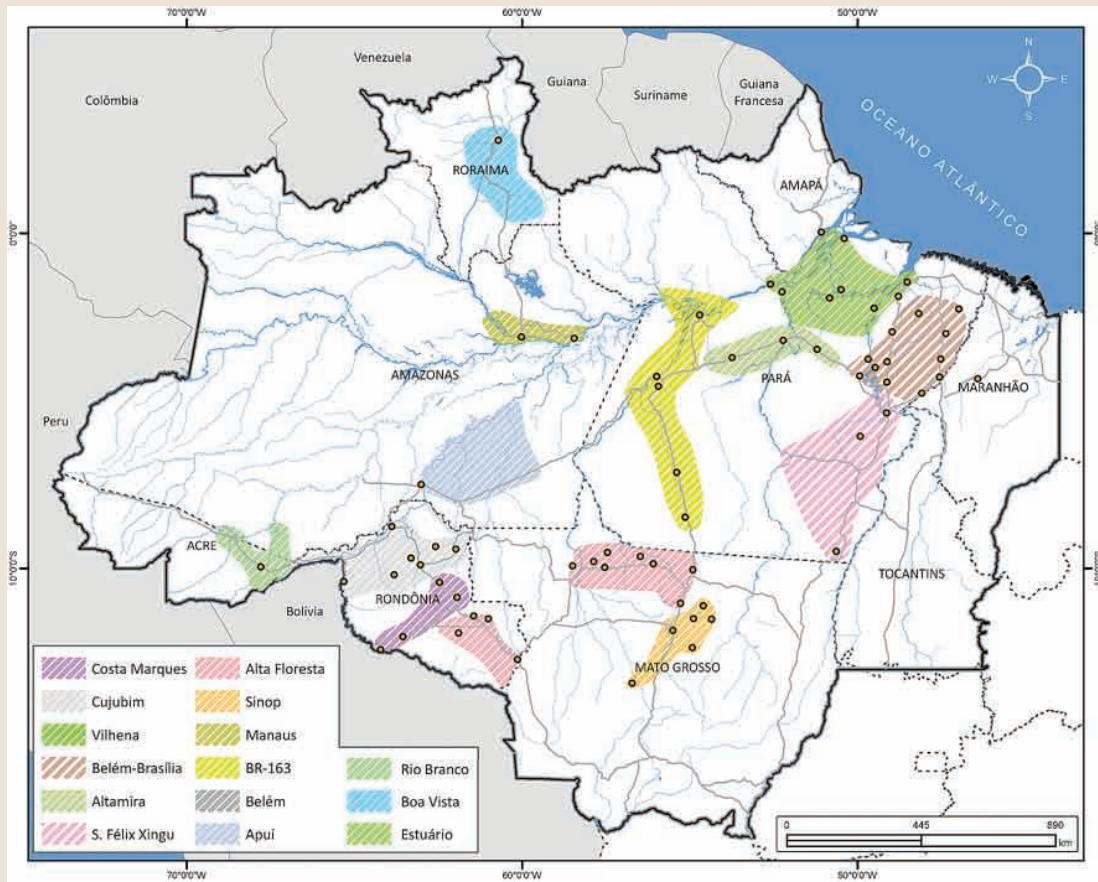 70°0'0"W 60°0'0"W 50°0'0"W
Venezuela
Colômbia
Guiana
Suriname
Guiana
Francesa
N
W E
S
OCEANO ATLÂNTICO
RORAIMA
AMAPÁ
0°0'0"
AMAZONAS
PARÁ
MARANHÃO
Peru
ACRE
10°0'0"S
RONDÔNIA
TOCANTINS
Bolívia
MATO GROSSO
Costa Marques
Cujubim
Vilhena
Belém-Brasília
Altamira
S. Félix Xingu
Alta Floresta
Sinop
Manaus
BR-163
Belém
Apuí
Rio Branco
Boa Vista
Estuário
0 445 890
km
70°0'0"W 60°0'0"W 50°0'0"W